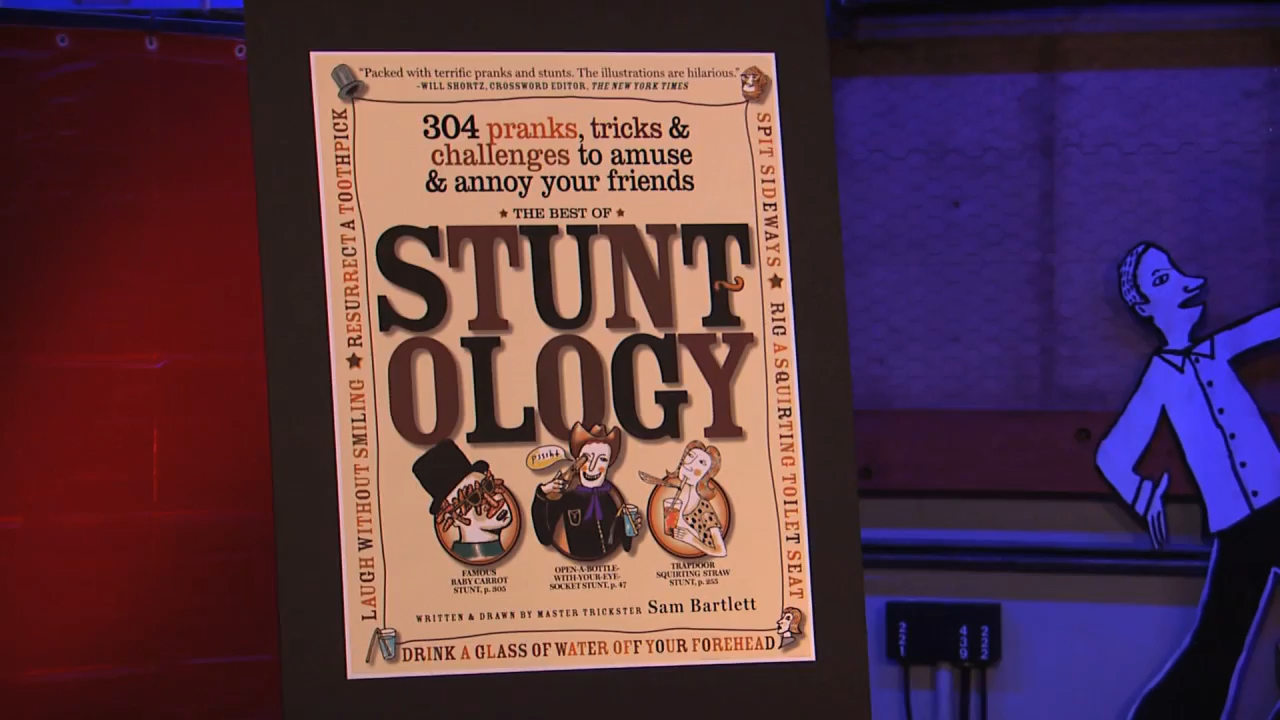 "Packed with terrific pranks and stunts. The illustrations are hilarious."
-WILL SHORTZ, CROSSWORD EDITOR, THE NEW YORK TIMES
304 pranks, tricks &
challenges to amuse
& annoy your friends
THE BEST OF
STUNT
OLOGY
pssiht
FAMOUS
BABY CARROT
STUNT, p. 305
OPEN-A-BOTTLE-
WITH-YOUR-EYE-
SOCKET STUNT, p. 47
TRAPDOOR
SQUIRTING STRAW
STUNT, p. 255
WRITTEN & DRAWN BY MASTER TRICKSTER Sam Bartlett
DRINK A GLASS OF WATER OFF YOUR FOREHEAD
LAUGH WITHOUT SMILING ★ RESURRECT A TOOTHPICK
SPIT SIDEWAYS ★ RIG A SQUIRTING TOILET SEAT